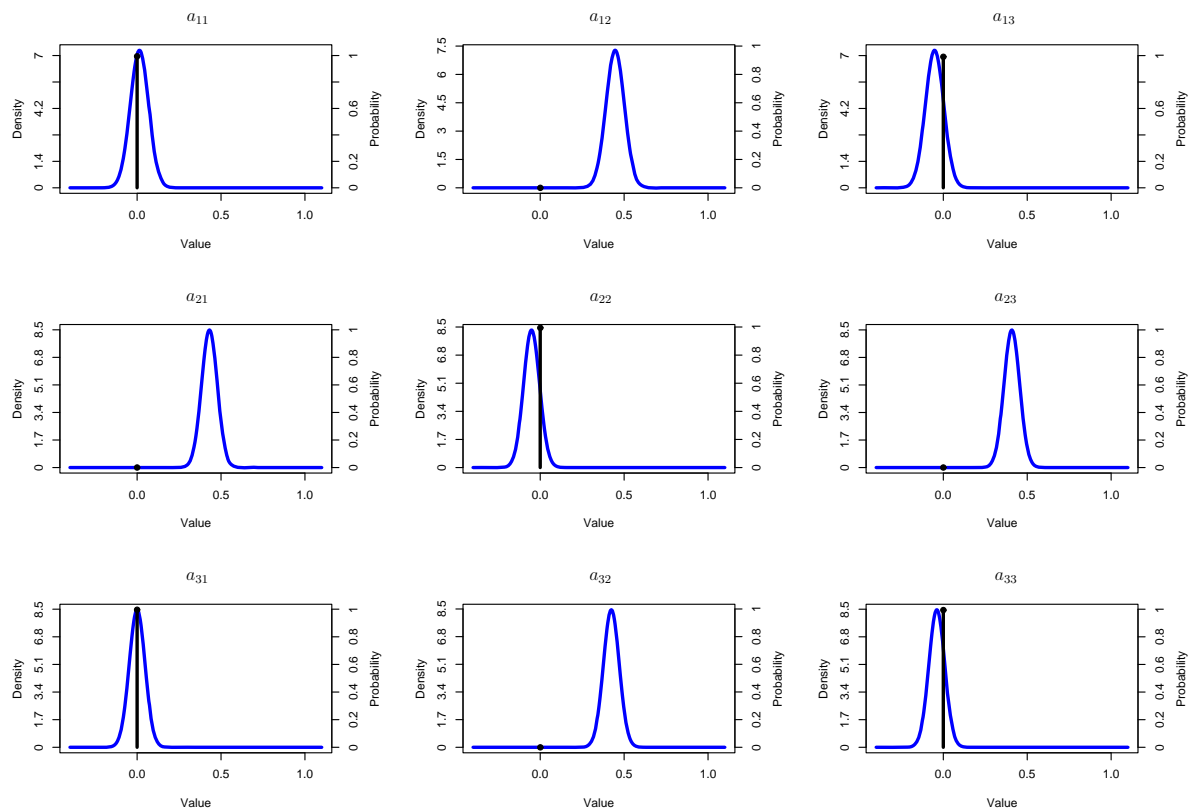 a11 a12 a13
Density 0 1.4 4.2 7 Probability 0 0.2 0.6 1 Density 0 1.5 3 4.5 6 7.5 Probability 0 0.2 0.4 0.6 0.8 1 Density 0 1.4 4.2 7 Probability 0 0.2 0.6 1
0.0 0.5 1.0 0.0 0.5 1.0 0.0 0.5 1.0
Value Value Value
a21 a22 a23
Density 0 1.7 3.4 5.1 6.8 8.5 Probability 0 0.2 0.4 0.6 0.8 1 Density 0 1.7 3.4 5.1 6.8 8.5 Probability 0 0.2 0.4 0.6 0.8 1 Density 0 1.7 3.4 5.1 6.8 8.5 Probability 0 0.2 0.4 0.6 0.8 1
0.0 0.5 1.0 0.0 0.5 1.0 0.0 0.5 1.0
Value Value Value
a31 a32 a33
Density 0 1.7 3.4 5.1 6.8 8.5 Probability 0 0.2 0.4 0.6 0.8 1 Density 0 1.7 3.4 5.1 6.8 8.5 Probability 0 0.2 0.4 0.6 0.8 1 Density 0 1.7 3.4 5.1 6.8 8.5 Probability 0 0.2 0.4 0.6 0.8 1
0.0 0.5 1.0 0.0 0.5 1.0 0.0 0.5 1.0
Value Value Value